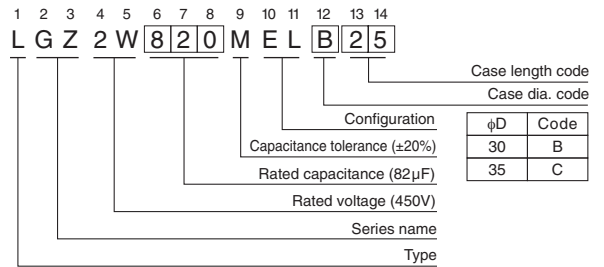 1 2 3 4 5 6 7 8 9 10 11 12 13 14
L G Z 2 W 8 2 0 M E L B 2 5
Case length code
Case dia. code
Configuration
Capacitance tolerance (±20%)
Rated capacitance (82µF)
Rated voltage (450V)
Series name
Type
ϕD Code
30 B
35 C